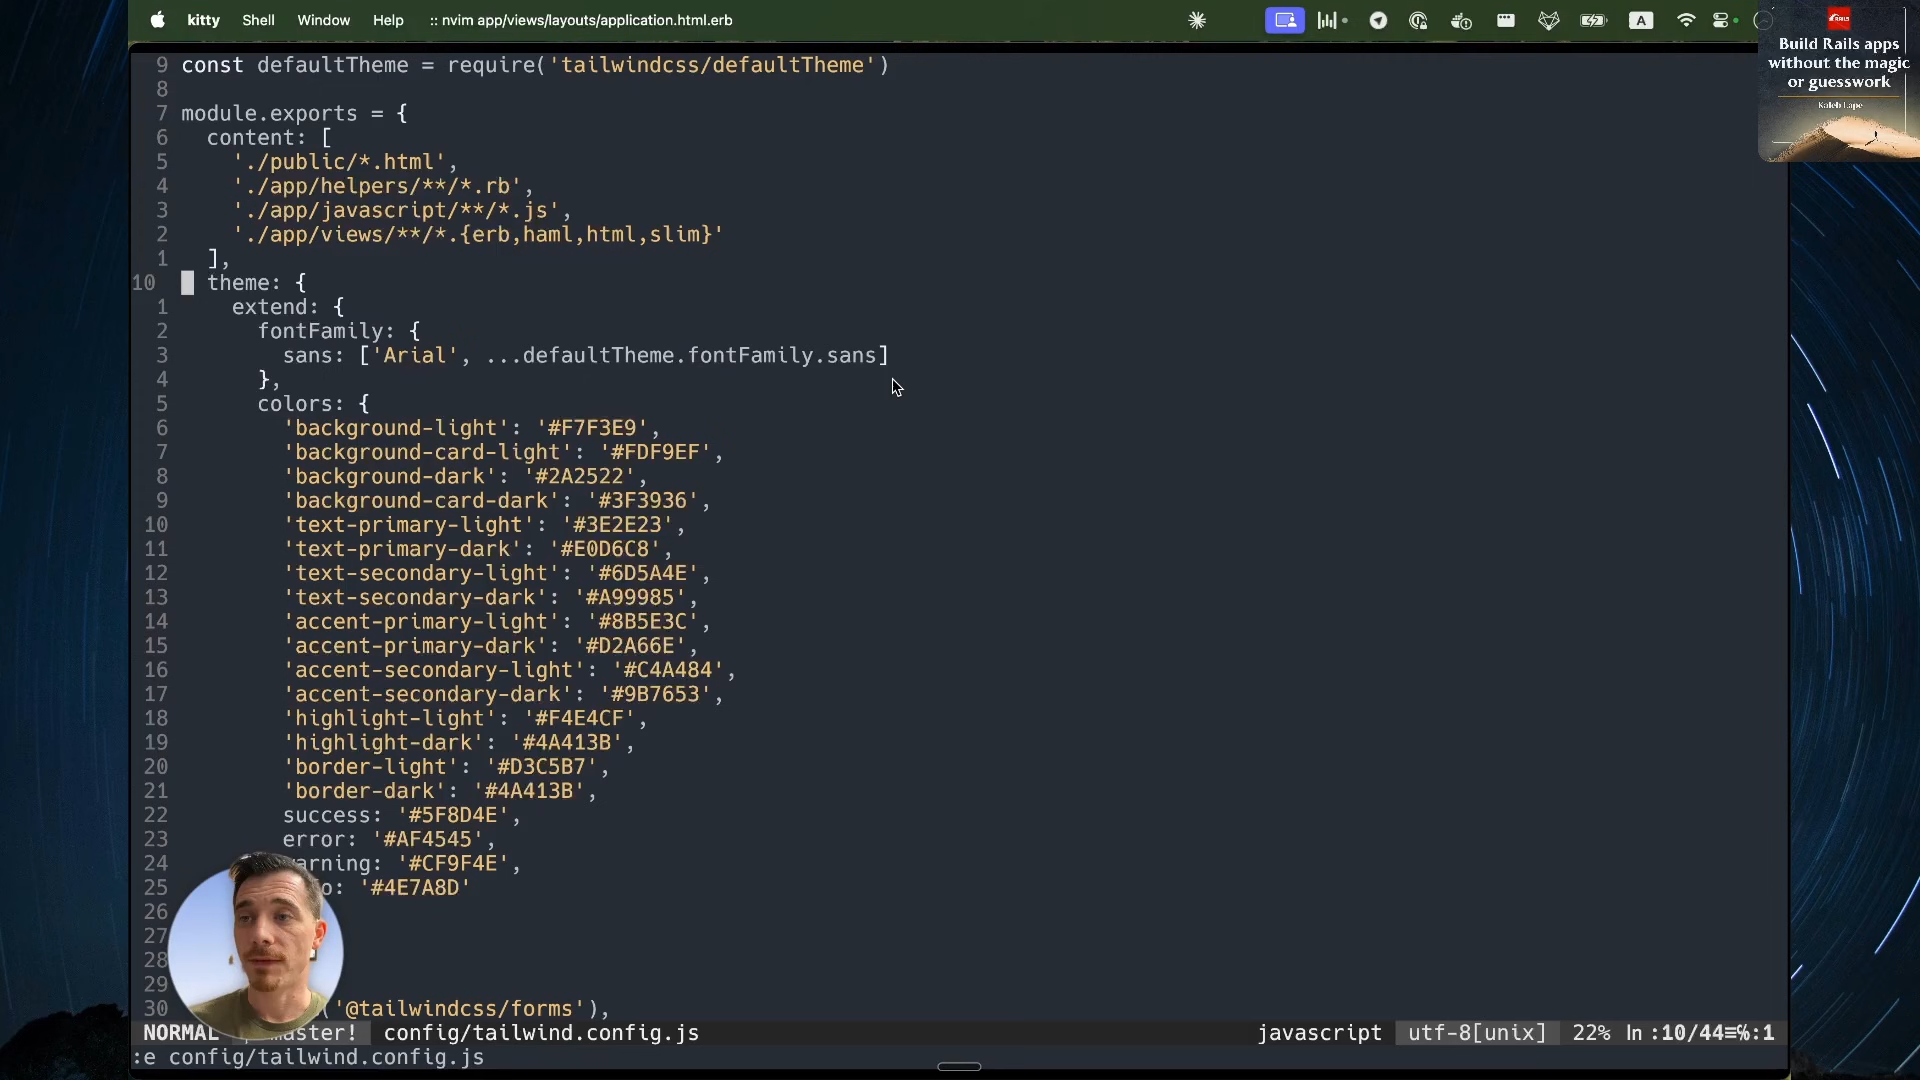 kitty Shell Window Help :: nvim app/views/layouts/application.html.erb
A
RAILS
Build Rails apps
without the magic
or guesswork
Kaleb Lape
9 const defaultTheme = require('tailwindcss/defaultTheme')
8
7 module.exports = {
6 content: [
5 './public/*.html',
4 './app/helpers/**/*.rb',
3 './app/javascript/**/*.js',
2 './app/views/**/*.{erb,haml,html,slim}'
1 ],
10 theme: {
1 extend: {
2 fontFamily: {
3 sans: ['Arial', ...defaultTheme.fontFamily.sans]
4 },
5 colors: {
6 'background-light': '#F7F3E9',
7 'background-card-light': '#FDF9EF',
8 'background-dark': '#2A2522',
9 'background-card-dark': '#3F3936',
10 'text-primary-light': '#3E2E23',
11 'text-primary-dark': '#E0D6C8',
12 'text-secondary-light': '#6D5A4E',
13 'text-secondary-dark': '#A99985',
14 'accent-primary-light': '#8B5E3C',
15 'accent-primary-dark': '#D2A66E',
16 'accent-secondary-light': '#C4A484',
17 'accent-secondary-dark': '#9B7653',
18 'highlight-light': '#F4E4CF',
19 'highlight-dark': '#4A413B',
20 'border-light': '#D3C5B7',
21 'border-dark': '#4A413B',
22 success: '#5F8D4E',
23 error: '#AF4545',
24 arning: '#CF9F4E',
25 o: '#4E7A8D'
26
27
28
29
30 '@tailwindcss/forms'),
NORMAL master! config/tailwind.config.js javascript utf-8[unix] 22% ln :10/44≡℅:1
:e config/tailwind.config.js